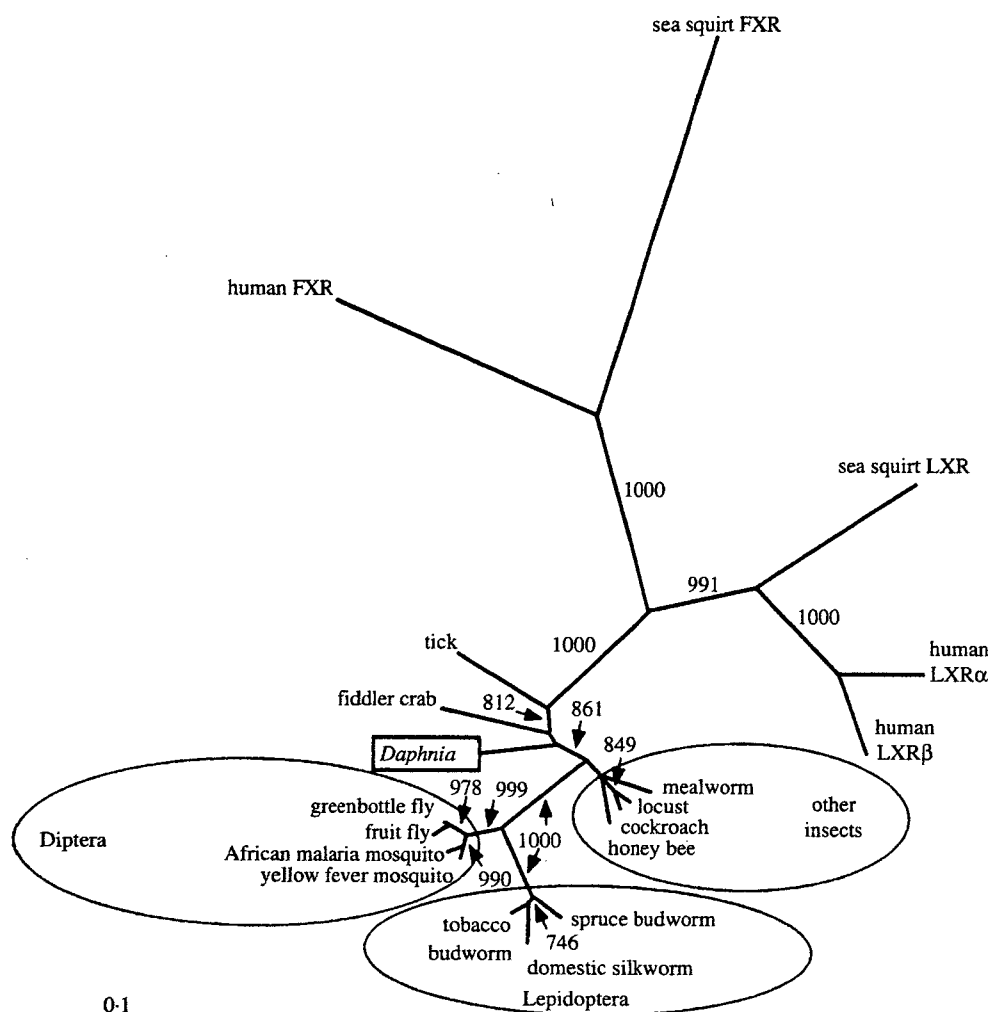 sea squirt FXR
human FXR
sea squirt LXR
1000
991
1000
human
LXRα
tick
1000
fiddler crab
812
861
human
LXRβ
Daphnia
849
mealworm
locust
cockroach
honey bee
other
insects
978
999
greenbottle fly
fruit fly
African malaria mosquito
yellow fever mosquito
Diptera
990
1000
tobacco
budworm
746
spruce budworm
domestic silkworm
Lepidoptera
0·1